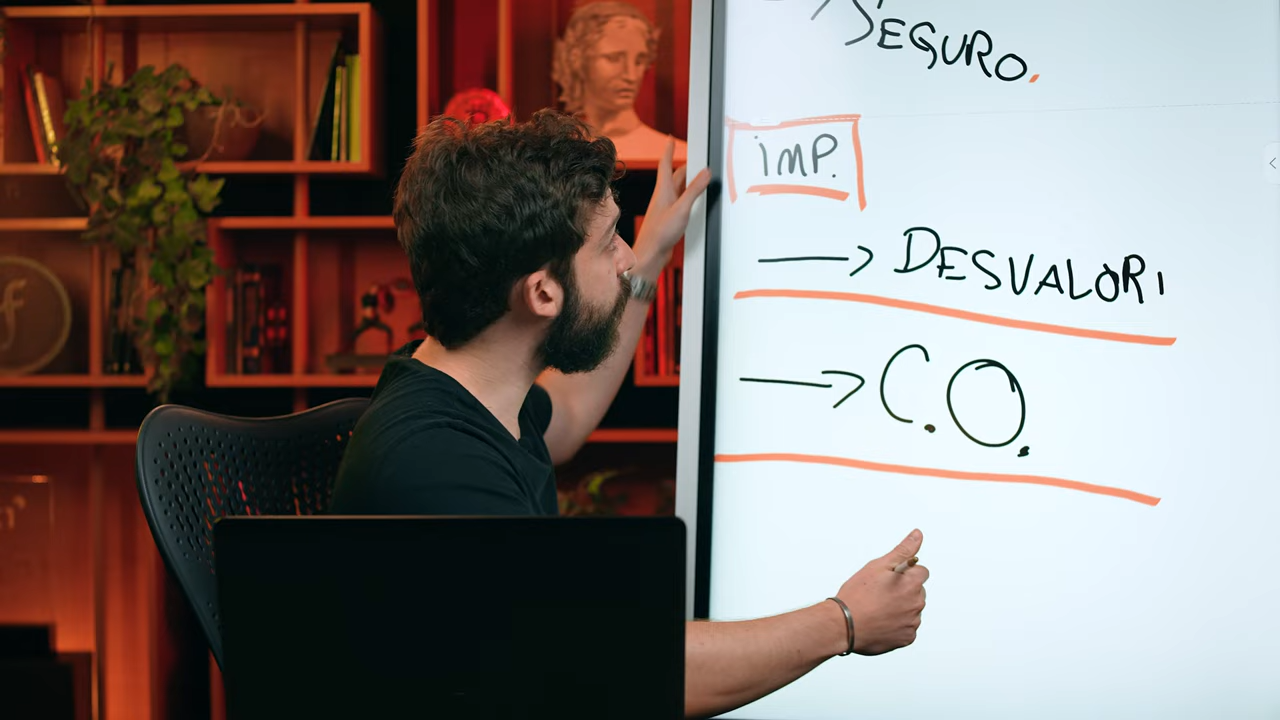 → SEGURO.
iMP.
→ DESVALORI
→ C.O.